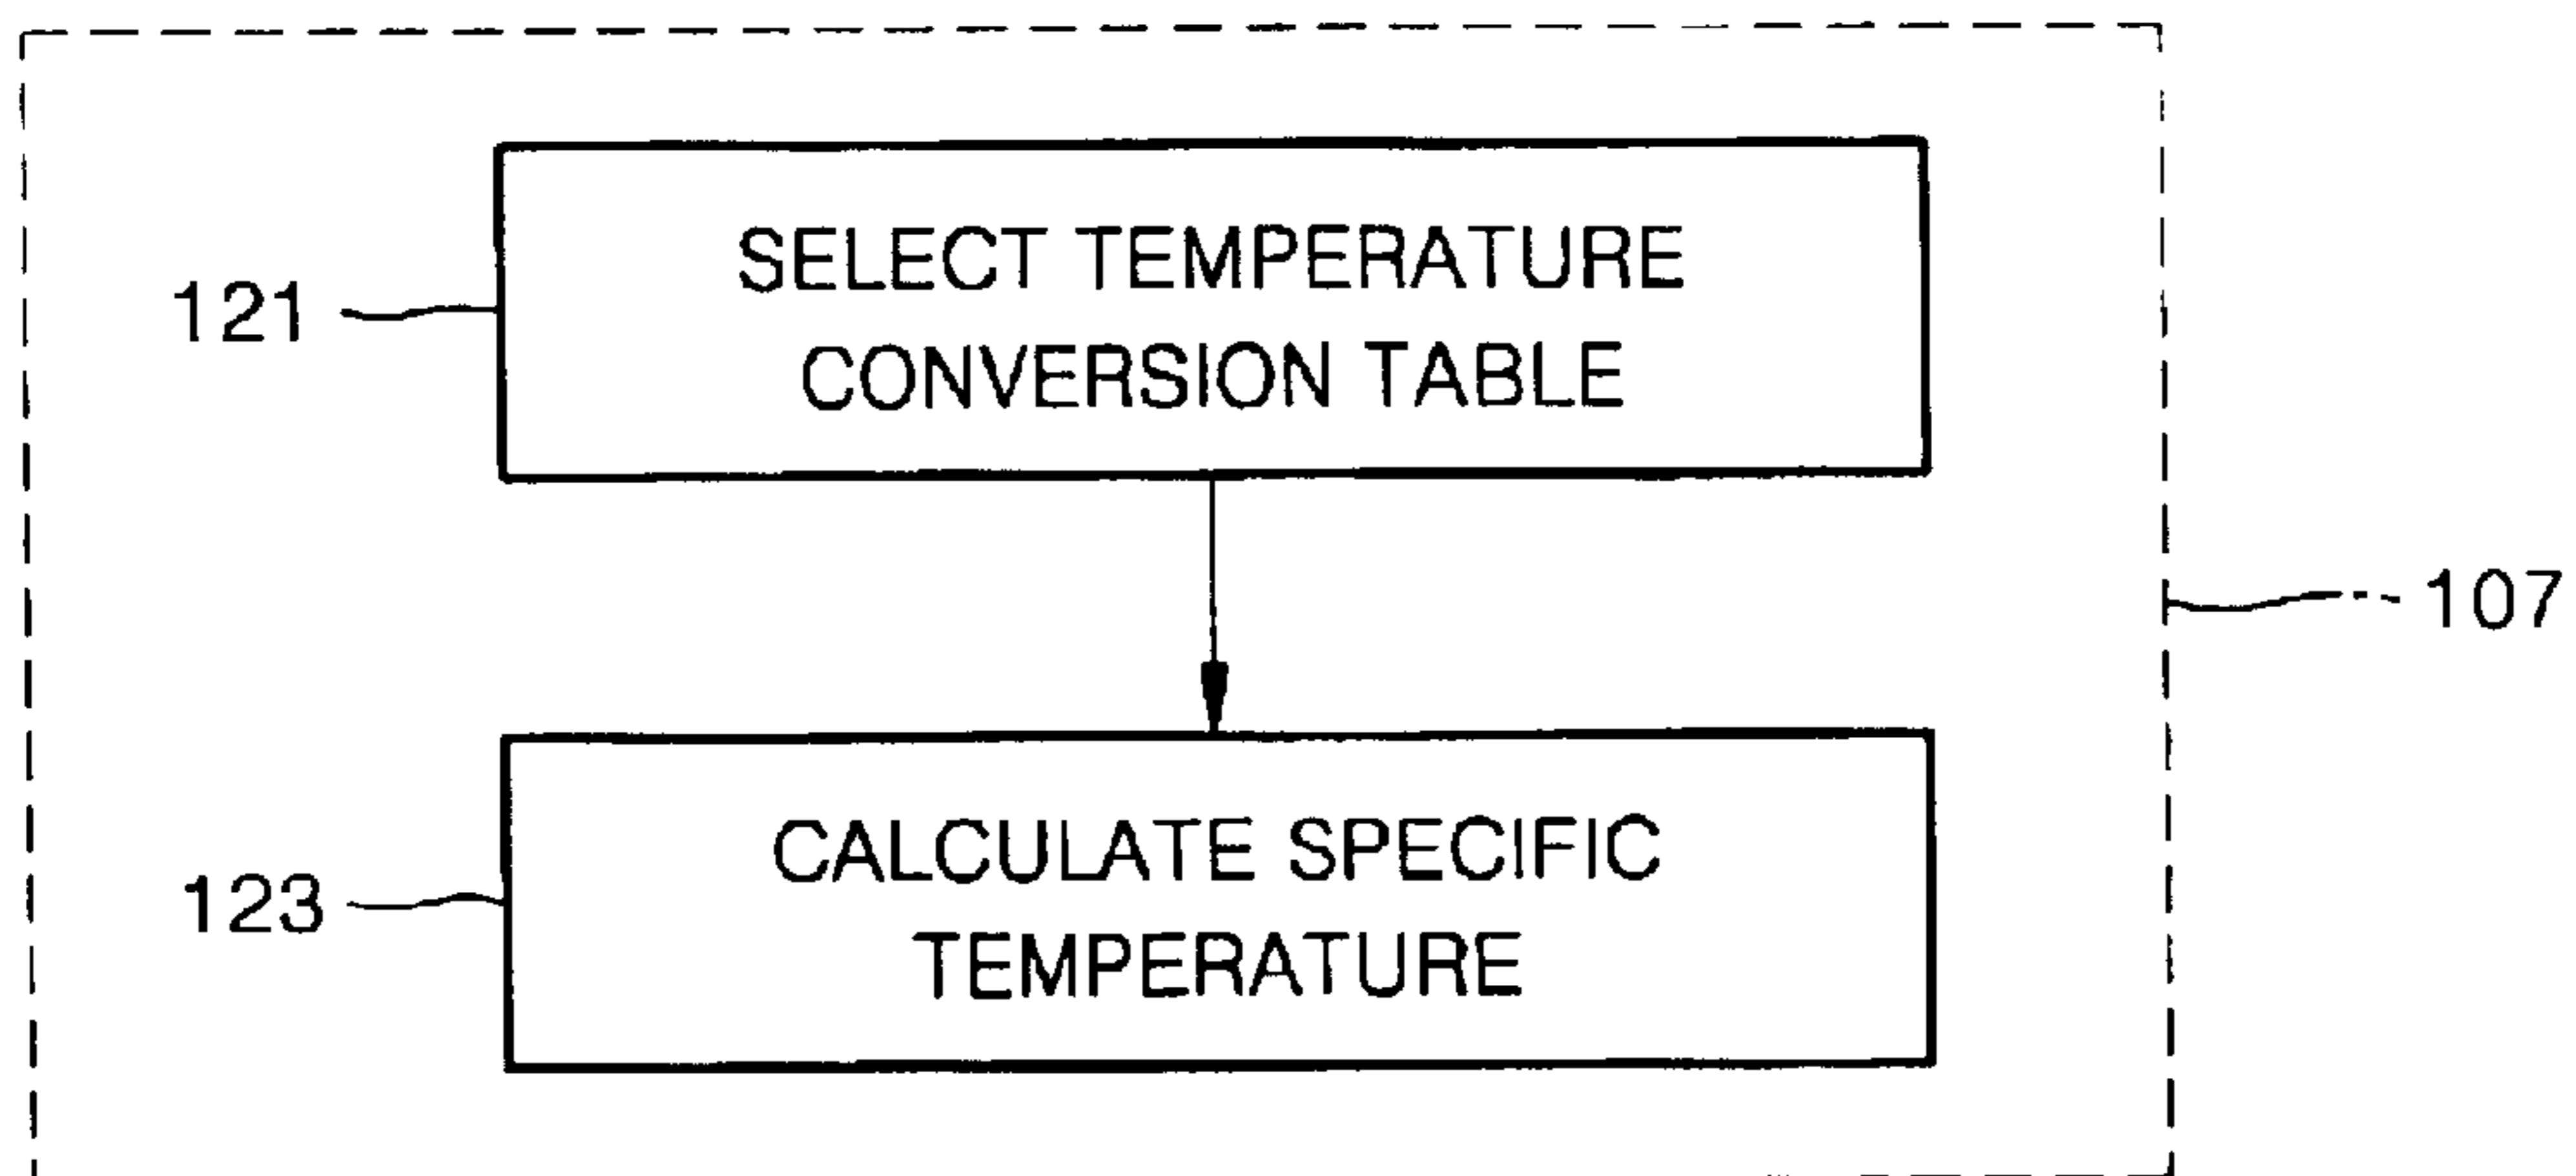 SELECT TEMPERATURE
CONVERSION TABLE
121
107
CALCULATE SPECIFIC
TEMPERATURE
123